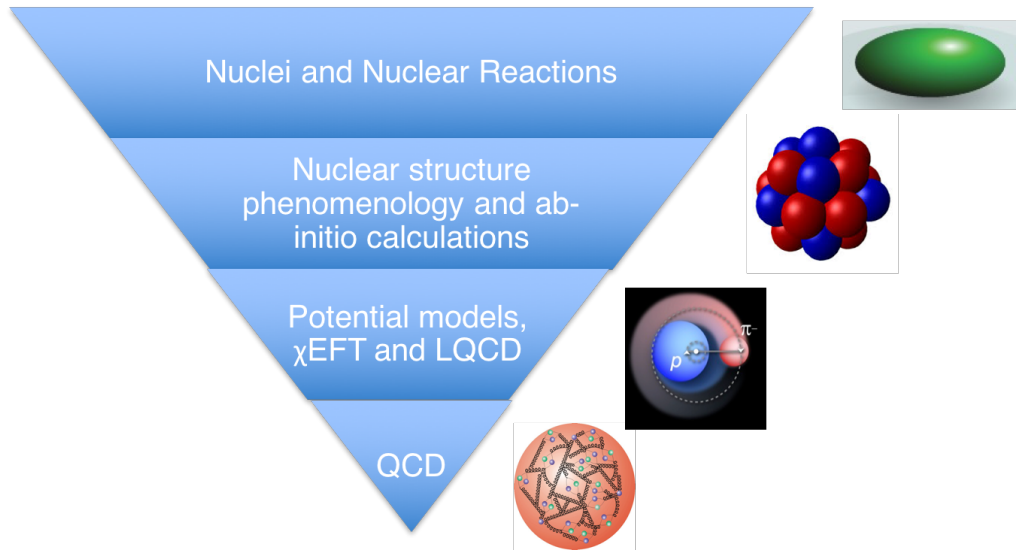 Nuclei and Nuclear Reactions
Nuclear structure
phenomenology and ab-
initio calculations
Potential models,
χEFT and LQCD
π⁻
p
QCD